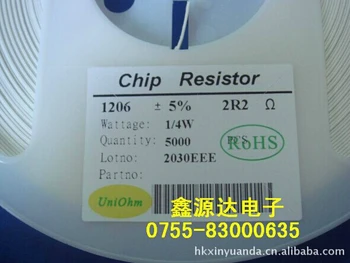 Chip Resistor
1206 ± 5% 2R2 Ω
Wattage: 1/4W
Quantity: 5000 PCS
Lotno: 2030EEE
Partno:
RoHS
UniOhm
鑫源达电子
0755-83000635
hkxinyuanda.cn.alibaba.com